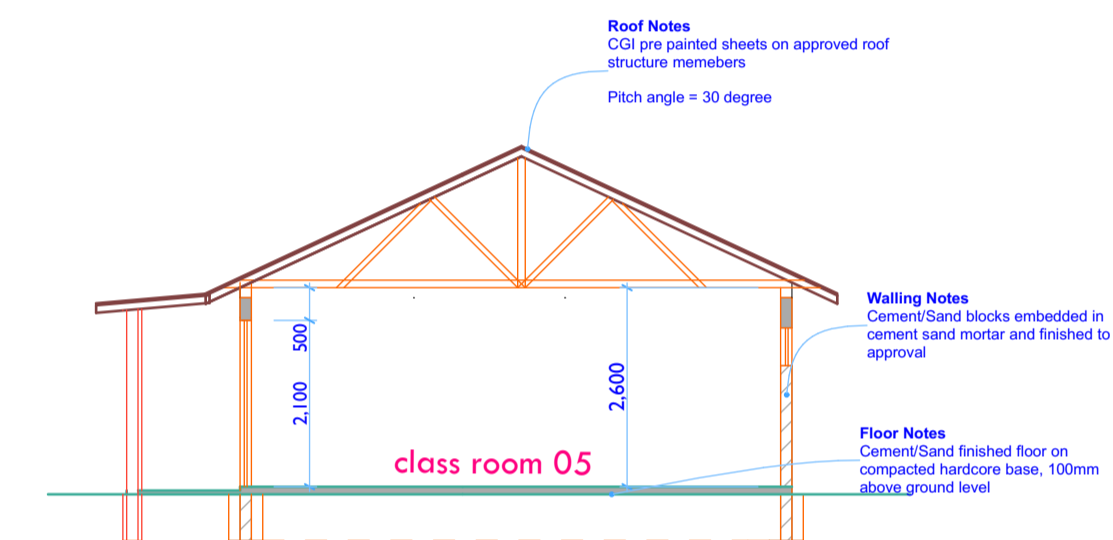 Roof Notes
CGI pre painted sheets on approved roof
structure memebers
Pitch angle = 30 degree
Walling Notes
Cement/Sand blocks embedded in
cement sand mortar and finished to
approval
500
2,100
2,600
Floor Notes
Cement/Sand finished floor on
compacted hardcore base, 100mm
above ground level
class room 05